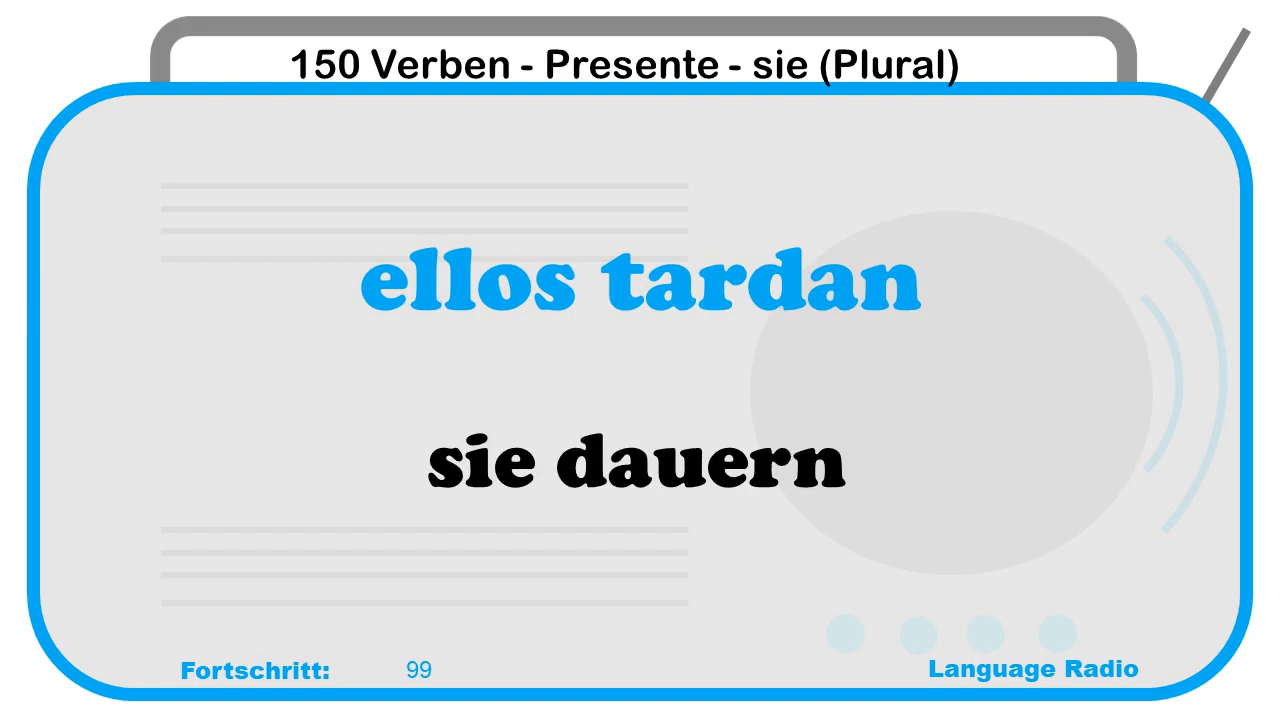 150 Verben - Presente - sie (Plural)
ellos tardan
sie dauern
Fortschritt: 99
Language Radio